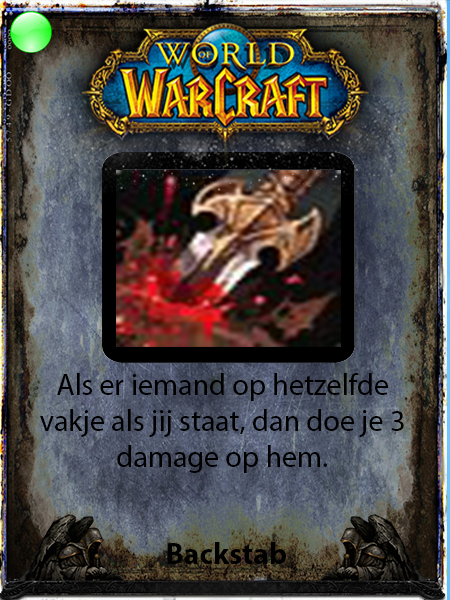 WORLD
OF
WARCRAFT
Als er iemand op hetzelfde
vakje als jij staat, dan doe je 3
damage op hem.
Backstab